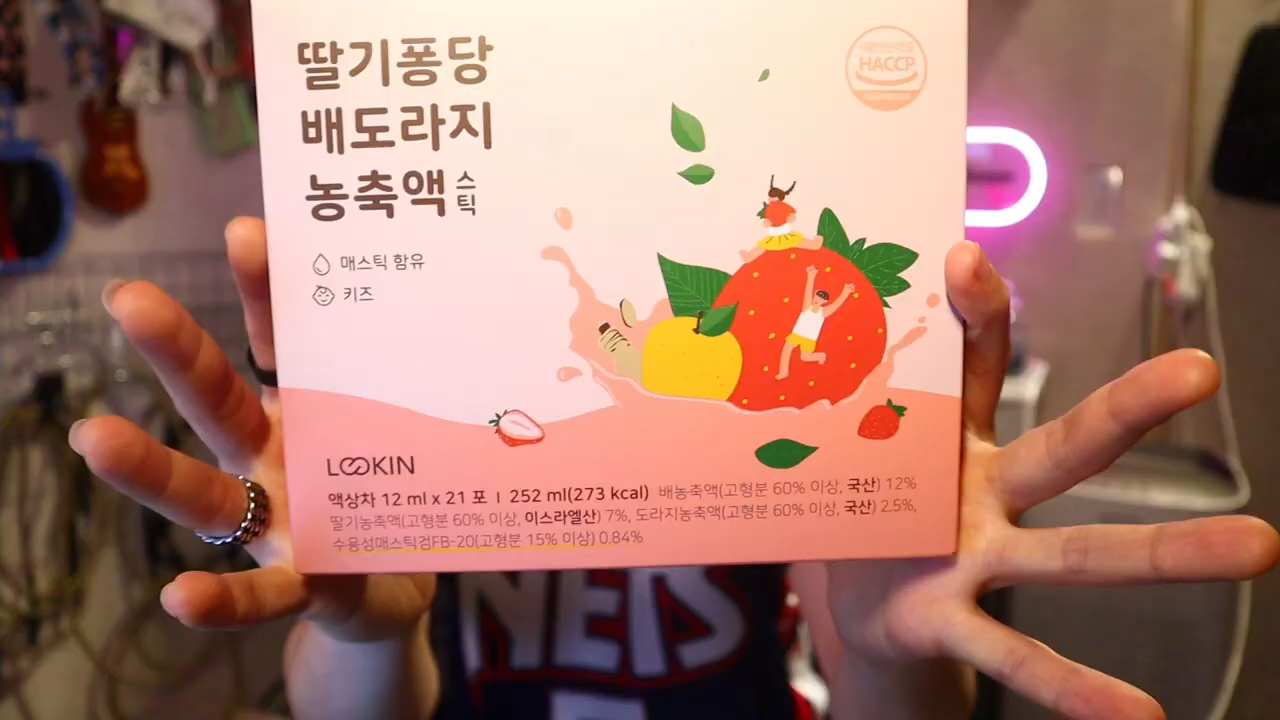 딸기퐁당
배도라지
농축액 스틱
HACCP
매스틱 함유
키즈
LOOKIN
액상차 12 ml x 21 포 I 252 ml(273 kcal) 배농축액(고형분 60% 이상, 국산) 12%
딸기농축액(고형분 60% 이상, 이스라엘산) 7%, 도라지농축액(고형분 60% 이상, 국산) 2.5%,
수용성매스틱검FB-20(고형분 15% 이상) 0.84%
NETS